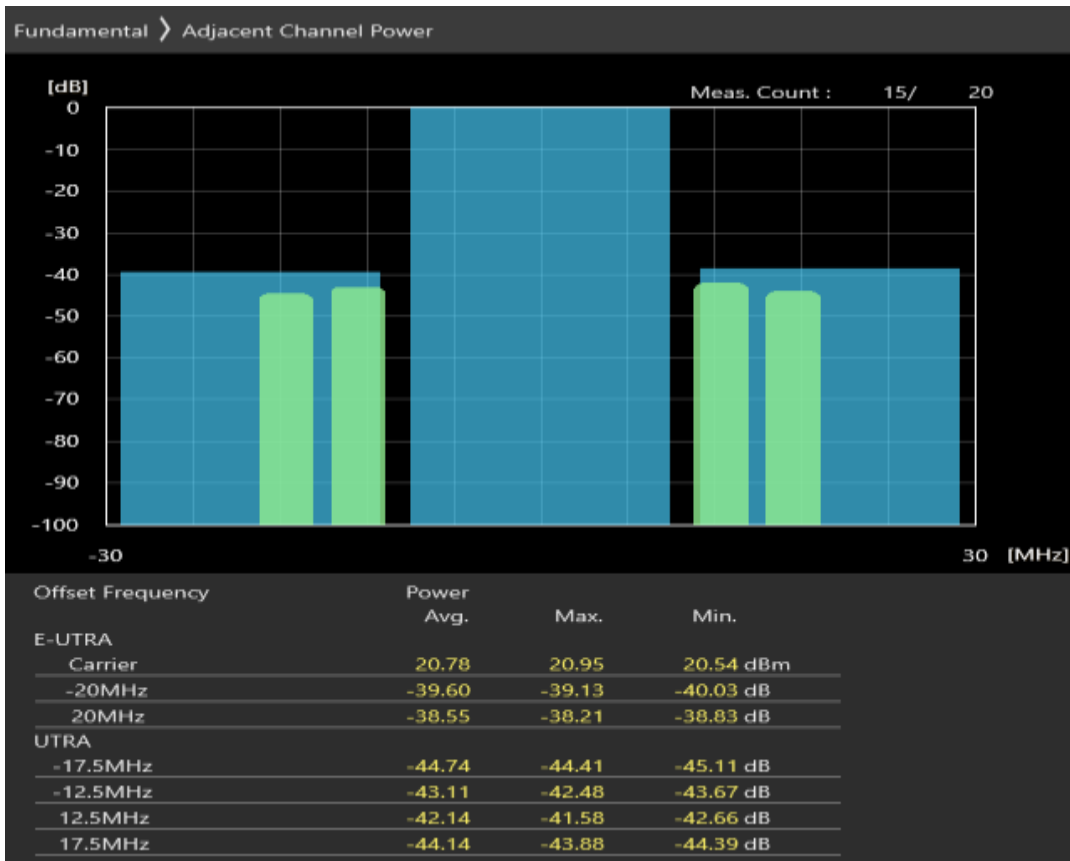 Fundamental ❯ Adjacent Channel Power
[dB]
Meas. Count : 15/ 20
0
-10
-20
-30
-40
-50
-60
-70
-80
-90
-100
-30 30 [MHz]
Offset Frequency Power
Avg. Max. Min.
E-UTRA
Carrier 20.78 20.95 20.54 dBm
-20MHz -39.60 -39.13 -40.03 dB
20MHz -38.55 -38.21 -38.83 dB
UTRA
-17.5MHz -44.74 -44.41 -45.11 dB
-12.5MHz -43.11 -42.48 -43.67 dB
12.5MHz -42.14 -41.58 -42.66 dB
17.5MHz -44.14 -43.88 -44.39 dB